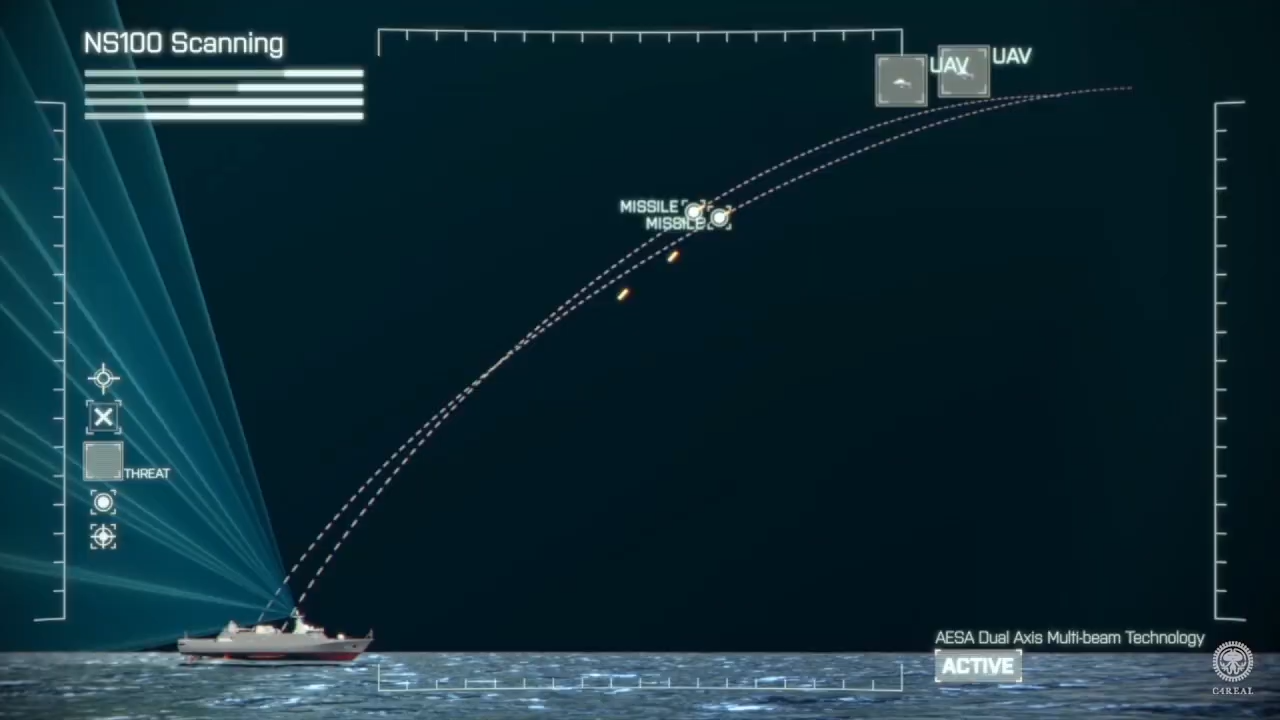 NS100 Scanning
UAV
UAV
MISSILE
MISSILE
THREAT
AESA Dual Axis Multi-beam Technology
ACTIVE
C4REAL